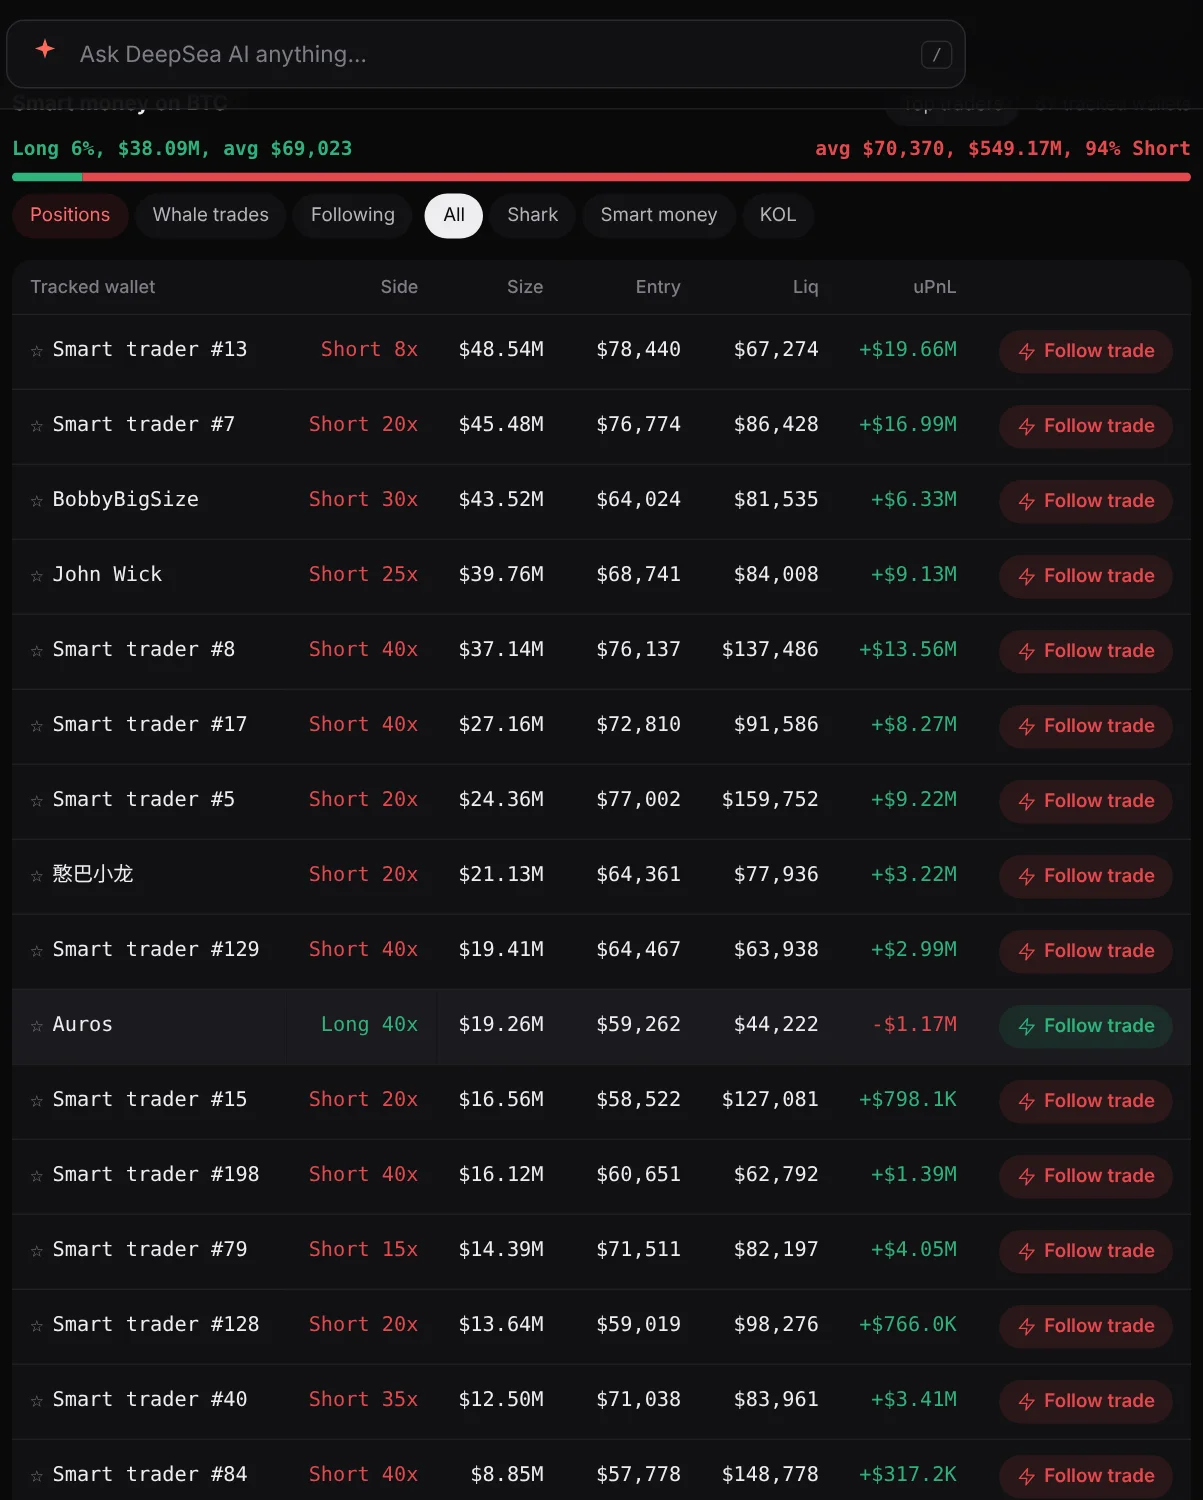 Ask DeepSea AI anything... /
Smart money on BTC Top traders 87 tracked wallets
Long 6%, $38.09M, avg $69,023 avg $70,370, $549.17M, 94% Short
Positions Whale trades Following All Shark Smart money KOL
Tracked wallet Side Size Entry Liq uPnL
☆ Smart trader #13 Short 8x $48.54M $78,440 $67,274 +$19.66M Follow trade
☆ Smart trader #7 Short 20x $45.48M $76,774 $86,428 +$16.99M Follow trade
☆ BobbyBigSize Short 30x $43.52M $64,024 $81,535 +$6.33M Follow trade
☆ John Wick Short 25x $39.76M $68,741 $84,008 +$9.13M Follow trade
☆ Smart trader #8 Short 40x $37.14M $76,137 $137,486 +$13.56M Follow trade
☆ Smart trader #17 Short 40x $27.16M $72,810 $91,586 +$8.27M Follow trade
☆ Smart trader #5 Short 20x $24.36M $77,002 $159,752 +$9.22M Follow trade
☆ 憨巴小龙 Short 20x $21.13M $64,361 $77,936 +$3.22M Follow trade
☆ Smart trader #129 Short 40x $19.41M $64,467 $63,938 +$2.99M Follow trade
☆ Auros Long 40x $19.26M $59,262 $44,222 -$1.17M Follow trade
☆ Smart trader #15 Short 20x $16.56M $58,522 $127,081 +$798.1K Follow trade
☆ Smart trader #198 Short 40x $16.12M $60,651 $62,792 +$1.39M Follow trade
☆ Smart trader #79 Short 15x $14.39M $71,511 $82,197 +$4.05M Follow trade
☆ Smart trader #128 Short 20x $13.64M $59,019 $98,276 +$766.0K Follow trade
☆ Smart trader #40 Short 35x $12.50M $71,038 $83,961 +$3.41M Follow trade
☆ Smart trader #84 Short 40x $8.85M $57,778 $148,778 +$317.2K Follow trade